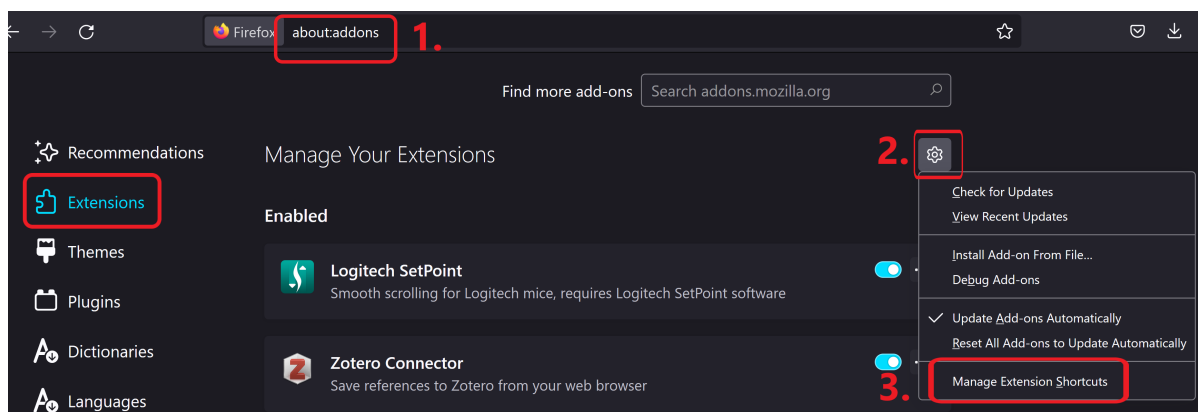 Firefox about:addons 1.
Find more add-ons Search addons.mozilla.org
Recommendations
Manage Your Extensions
2.
Extensions
Check for Updates
View Recent Updates
Enabled
Themes
Install Add-on From File...
Debug Add-ons
Logitech SetPoint
Smooth scrolling for Logitech mice, requires Logitech SetPoint software
Plugins
Update Add-ons Automatically
Reset All Add-ons to Update Automatically
Dictionaries
Zotero Connector
Save references to Zotero from your web browser
3.
Manage Extension Shortcuts
Languages